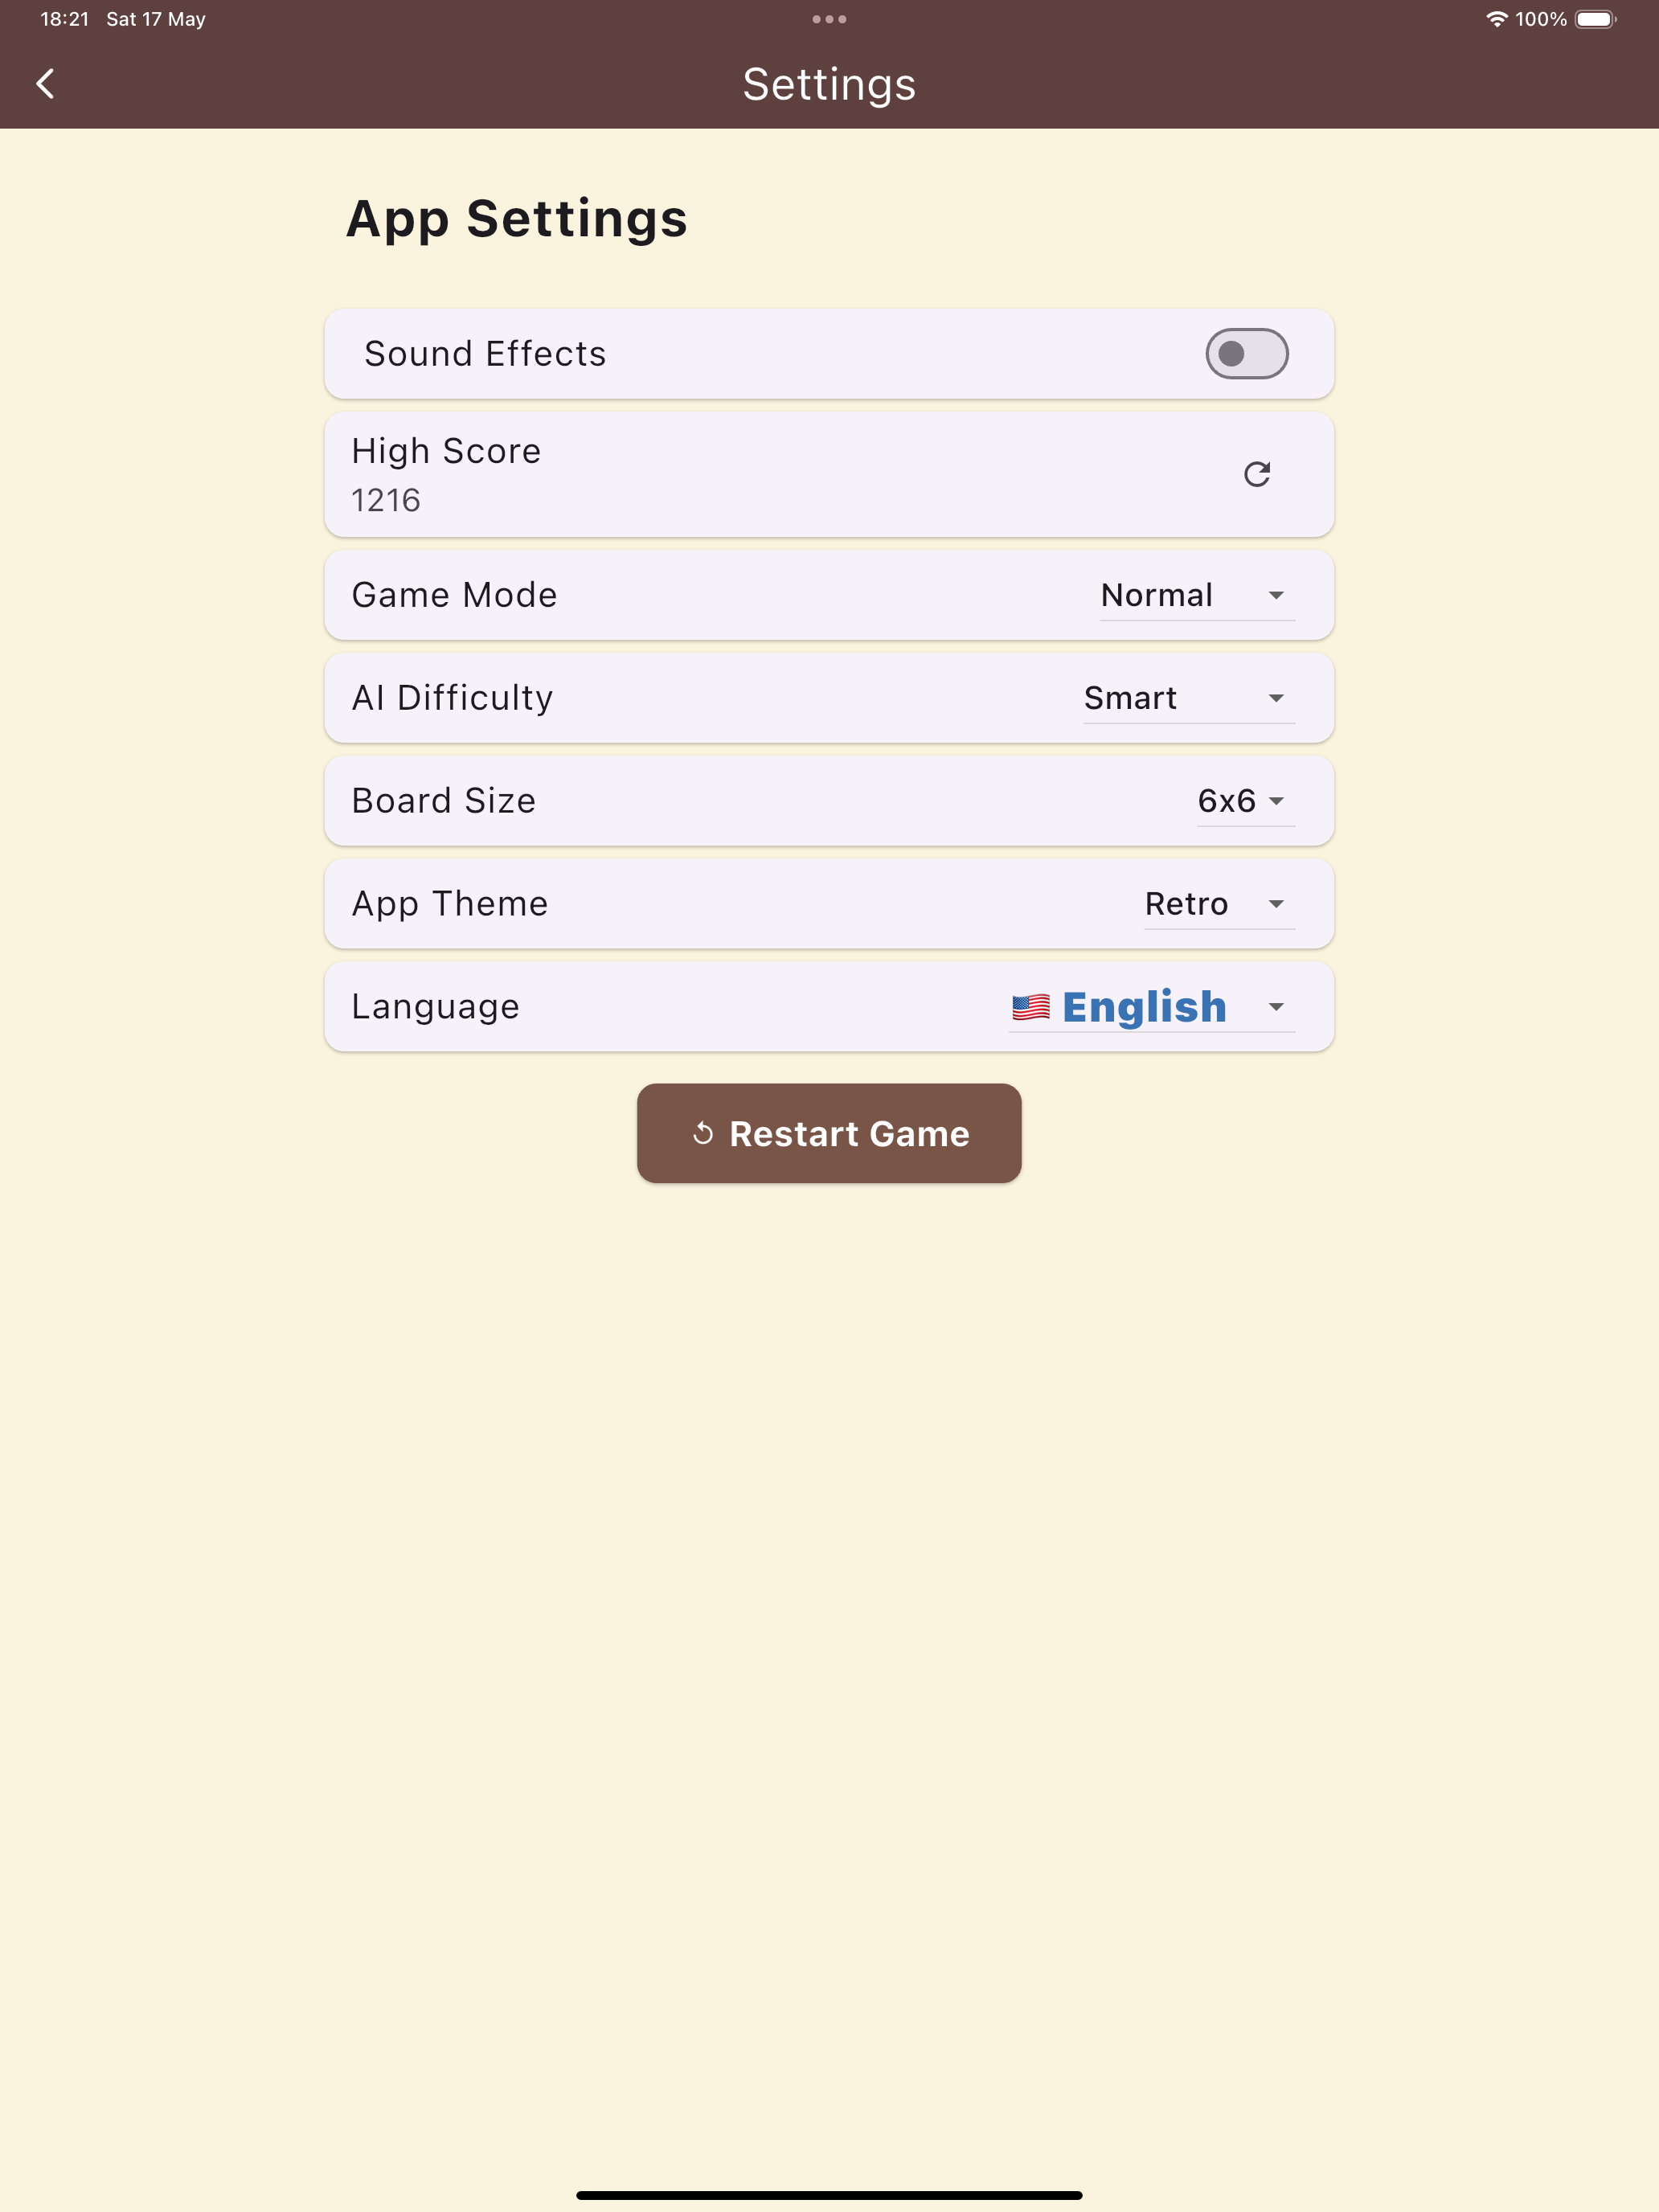 18:21 Sat 17 May
100%
Settings
App Settings
Sound Effects
High Score
1216
Game Mode Normal
AI Difficulty Smart
Board Size 6x6
App Theme Retro
Language 🇺🇸 English
Restart Game